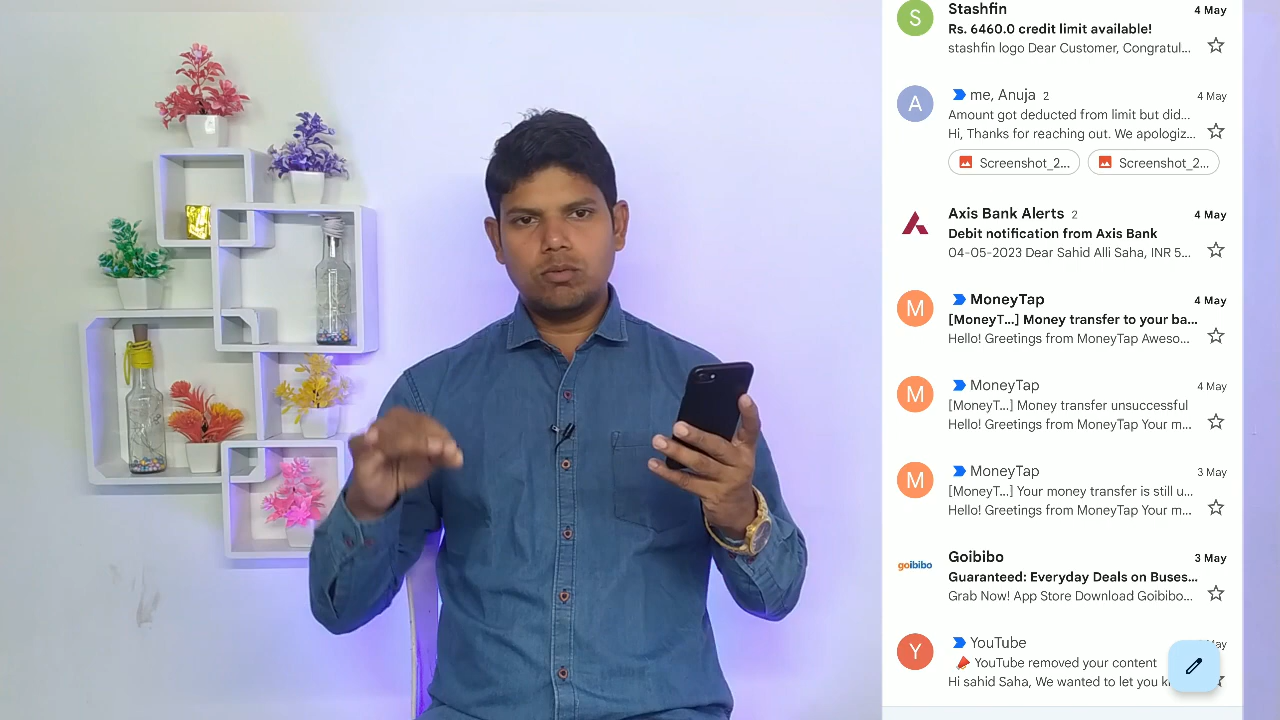 S
Stashfin
4 May
Rs. 6460.0 credit limit available!
stashfin logo Dear Customer, Congratul...
A
me, Anuja 2
4 May
Amount got deducted from limit but did...
Hi, Thanks for reaching out. We apologiz...
Screenshot_2...
Screenshot_2...
Axis Bank Alerts 2
4 May
Debit notification from Axis Bank
04-05-2023 Dear Sahid Alli Saha, INR 5...
M
MoneyTap
4 May
[MoneyT...] Money transfer to your ba...
Hello! Greetings from MoneyTap Aweso...
M
MoneyTap
4 May
[MoneyT...] Money transfer unsuccessful
Hello! Greetings from MoneyTap Your m...
M
MoneyTap
3 May
[MoneyT...] Your money transfer is still u...
Hello! Greetings from MoneyTap Your m...
goibibo
Goibibo
3 May
Guaranteed: Everyday Deals on Buses...
Grab Now! App Store Download Goibibo...
Y
YouTube
YouTube removed your content
Hi sahid Saha, We wanted to let you